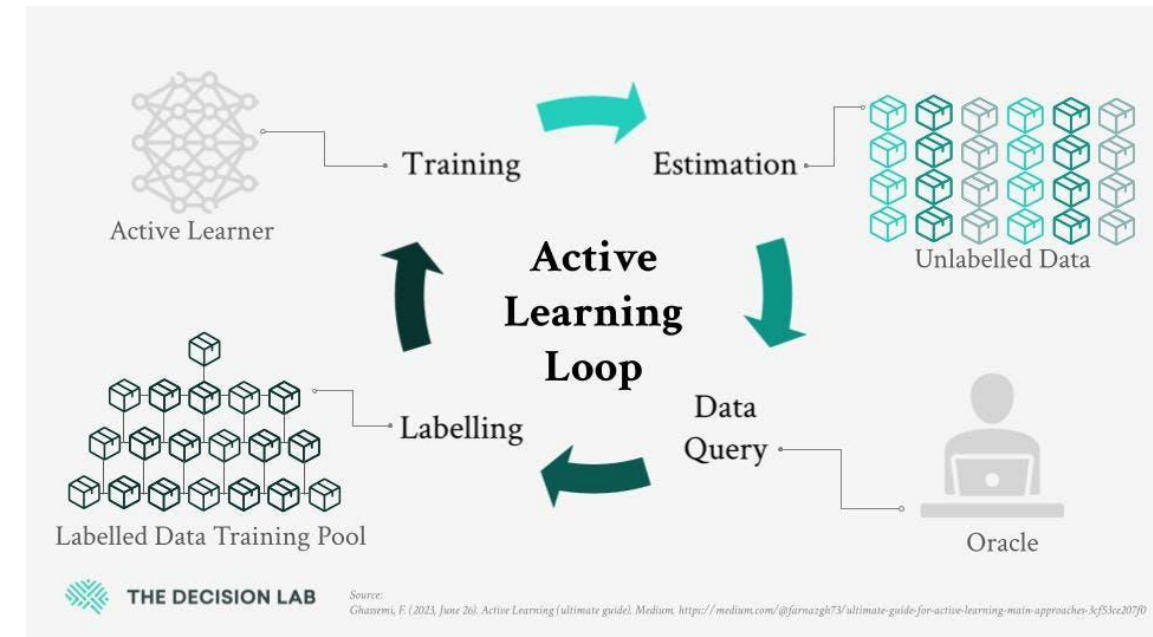 Training
Estimation
Active Learner
Active
Learning
Loop
Unlabelled Data
Data
Query
Labelling
Labelled Data Training Pool
Oracle
THE DECISION LAB
Source:
Ghassemi, F. (2023, June 26). Active Learning (ultimate guide). Medium. https://medium.com/@farnazgh73/ultimate-guide-for-active-learning-main-approaches-3cf53ce207f0